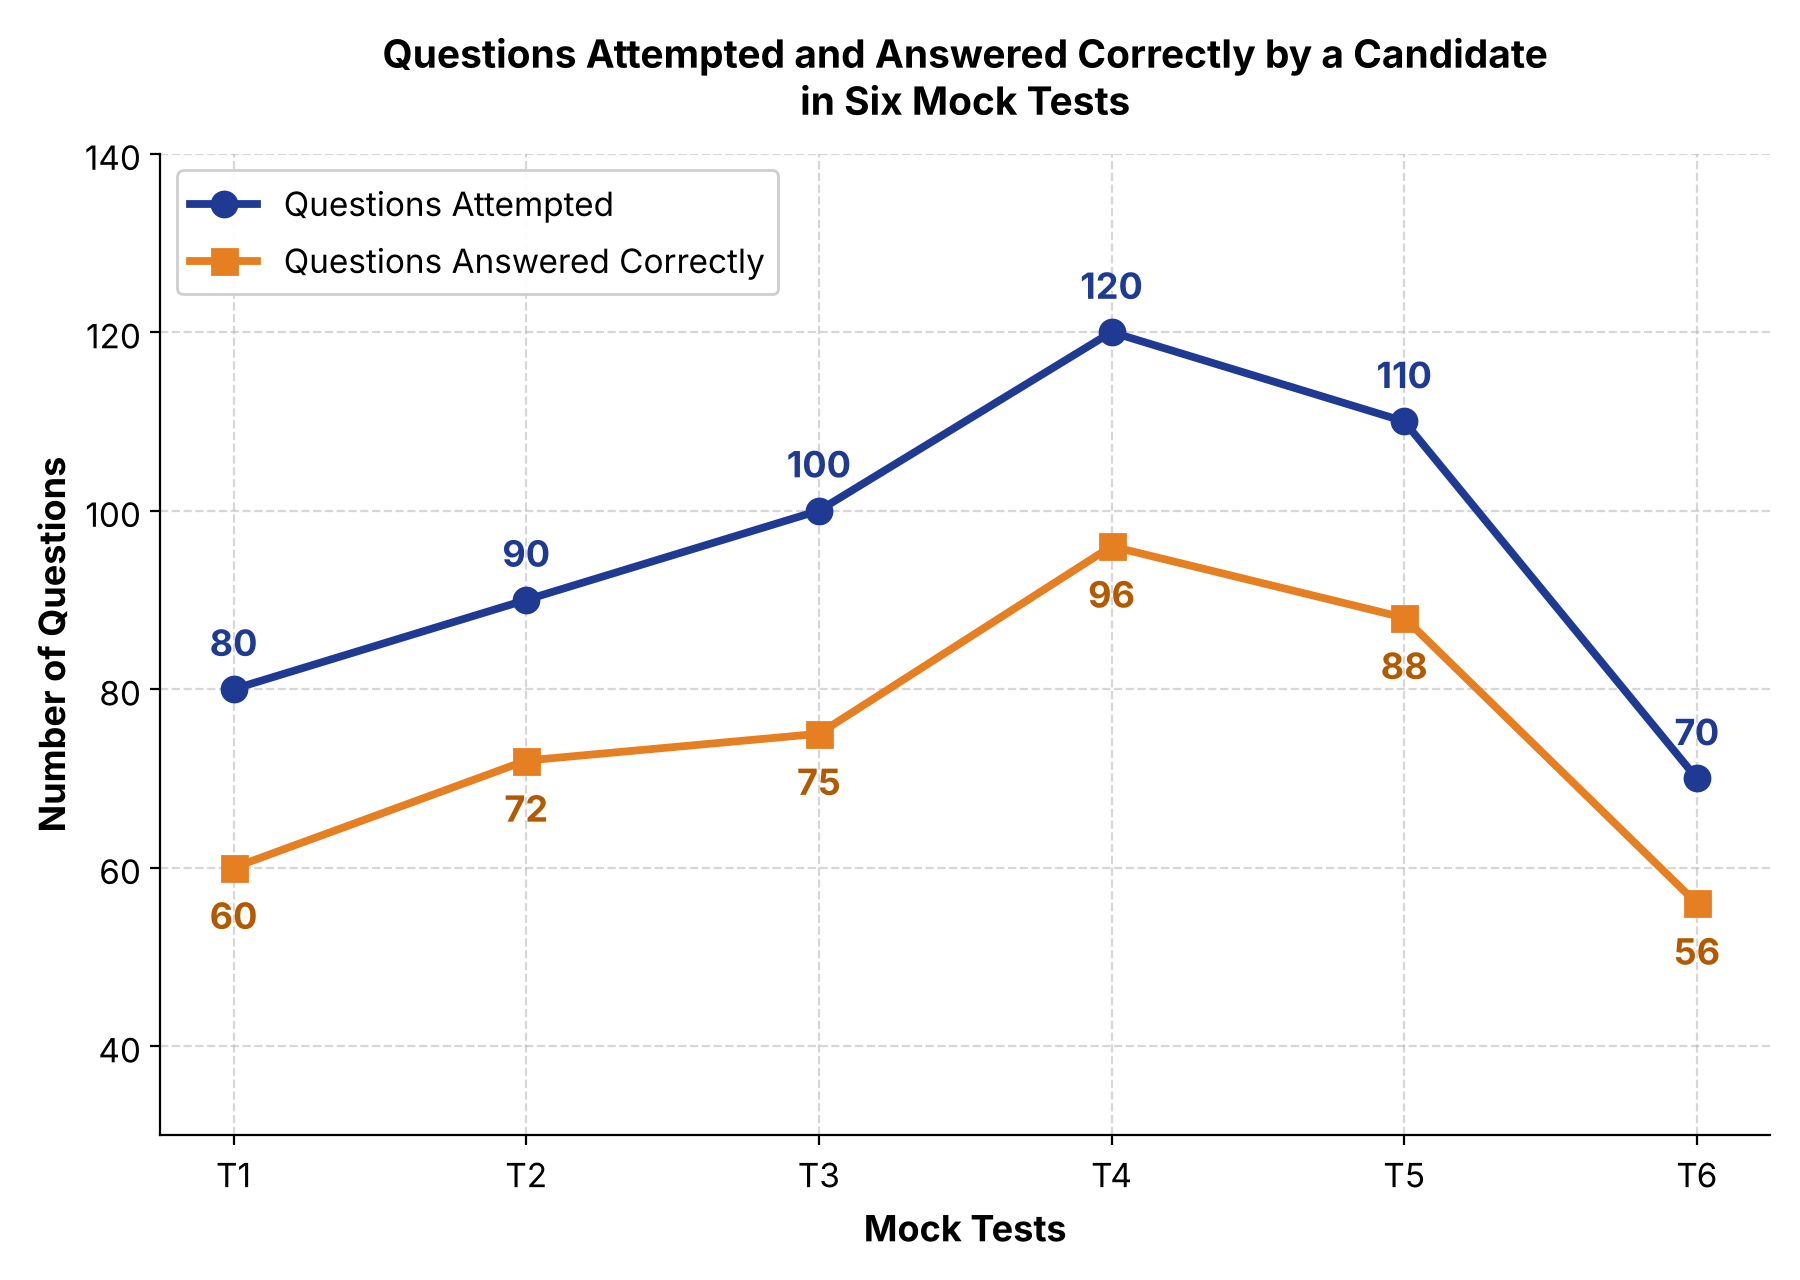 Questions Attempted and Answered Correctly by a Candidate
in Six Mock Tests
Questions Attempted
Questions Answered Correctly
Number of Questions
140
120
100
80
60
40
80
90
100
120
110
70
60
72
75
96
88
56
T1
T2
T3
T4
T5
T6
Mock Tests